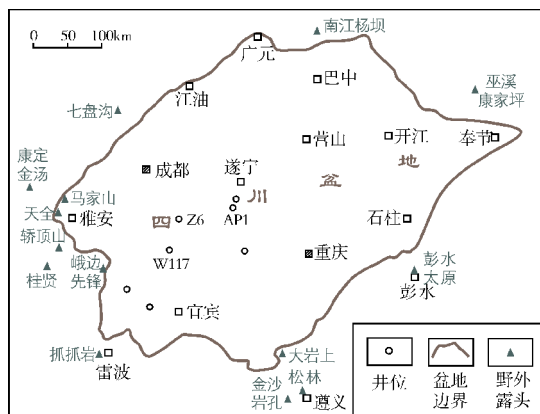 0 50 100km
南江杨坝
广元
巴中
巫溪
康家坪
江油
七盘沟
营山
开江
奉节
康定
金汤
成都
遂宁
地
盆
川
四
马家山
天全
雅安
Z6
AP1
石柱
轿顶山
W117
重庆
桂贤
峨边
先锋
彭水
太原
彭水
宜宾
抓抓岩
雷波
大岩上
松林
金沙
岩孔
遵义
井位
盆地
边界
野外
露头